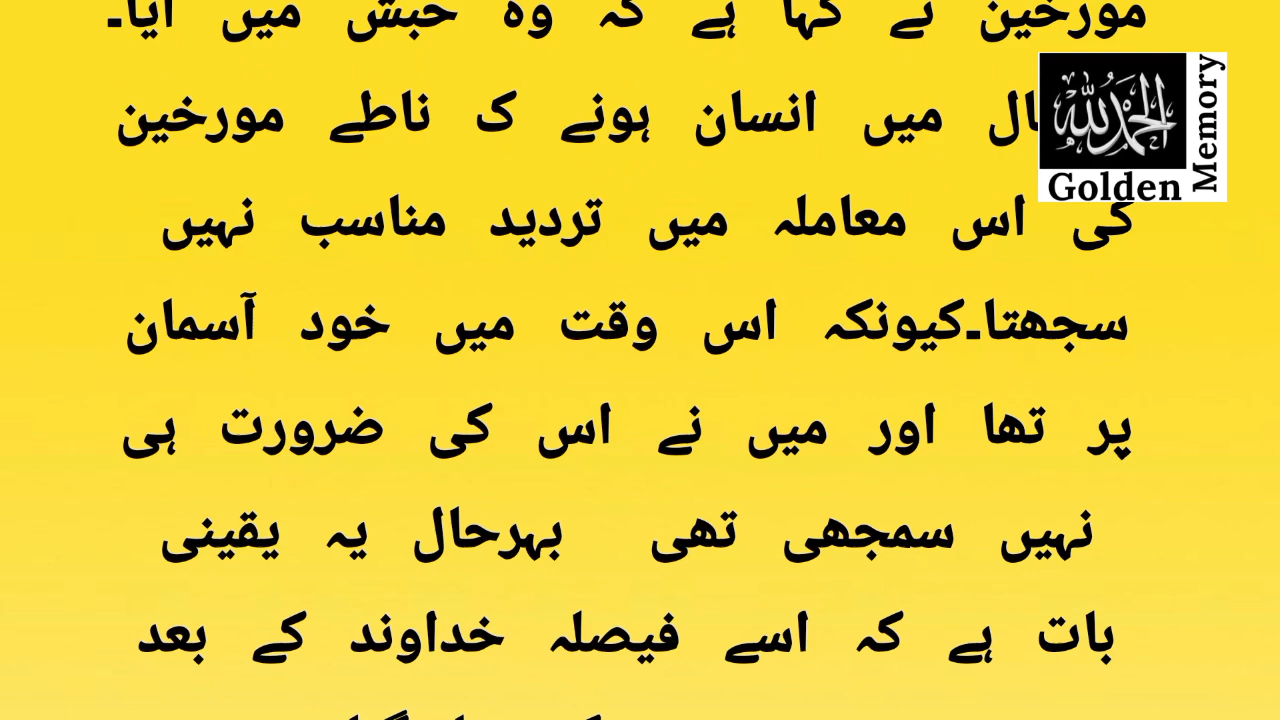 مورخین نے کہا ہے کہ وہ حبش میں آیا۔
میں انسان ہونے ک ناطے مورخین
کی اس معاملہ میں تردید مناسب نہیں
سجھتا۔کیونکہ اس وقت میں خود آسمان
پر تھا اور میں نے اس کی ضرورت ہی
نہیں سمجھی تھی بہرحال یہ یقینی
بات ہے کہ اسے فیصلہ خداوند کے بعد
الحمدللہ
Golden
Memory